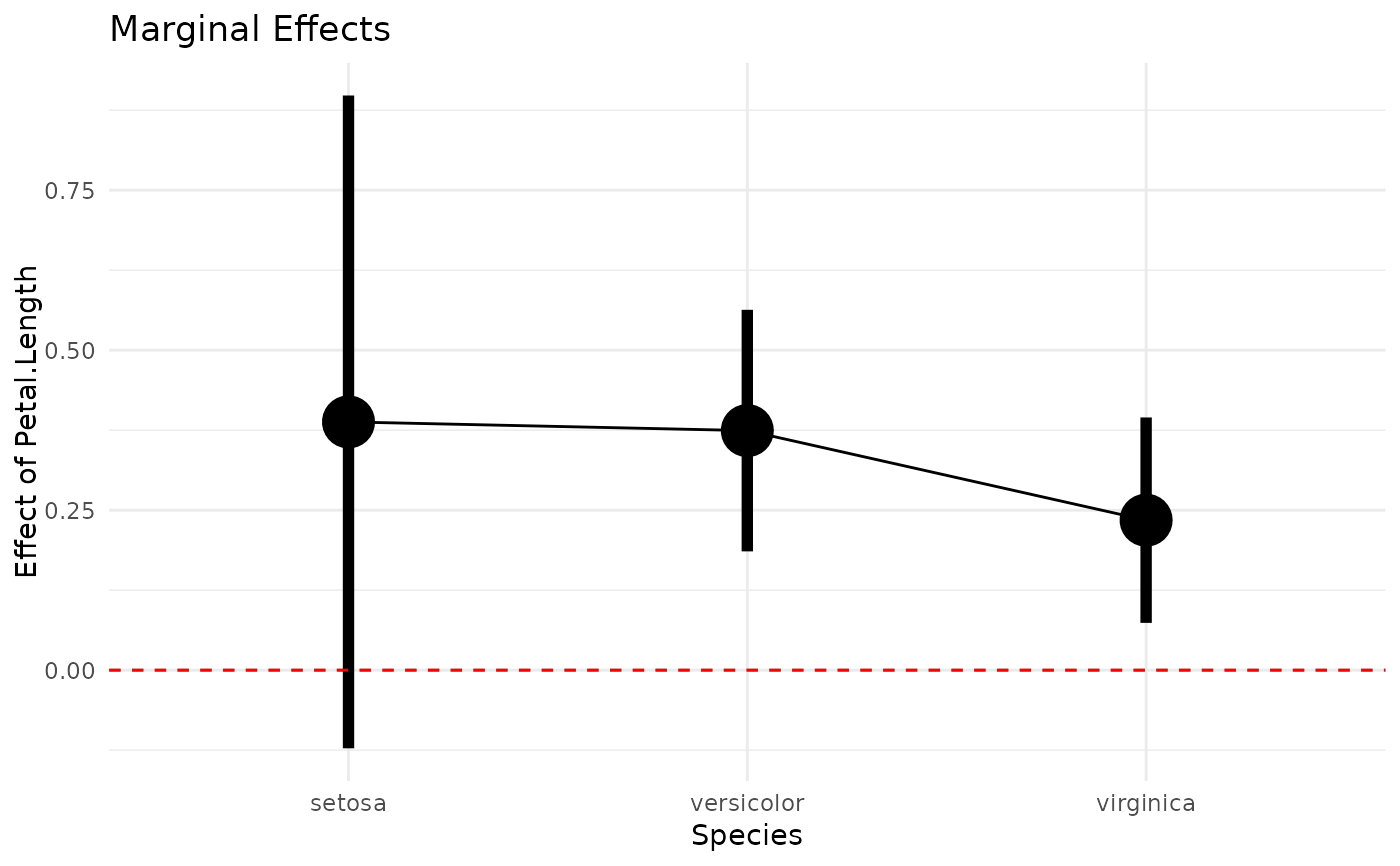 Marginal Effects
Effect of Petal.Length
0.75
0.50
0.25
0.00
setosa
versicolor
virginica
Species